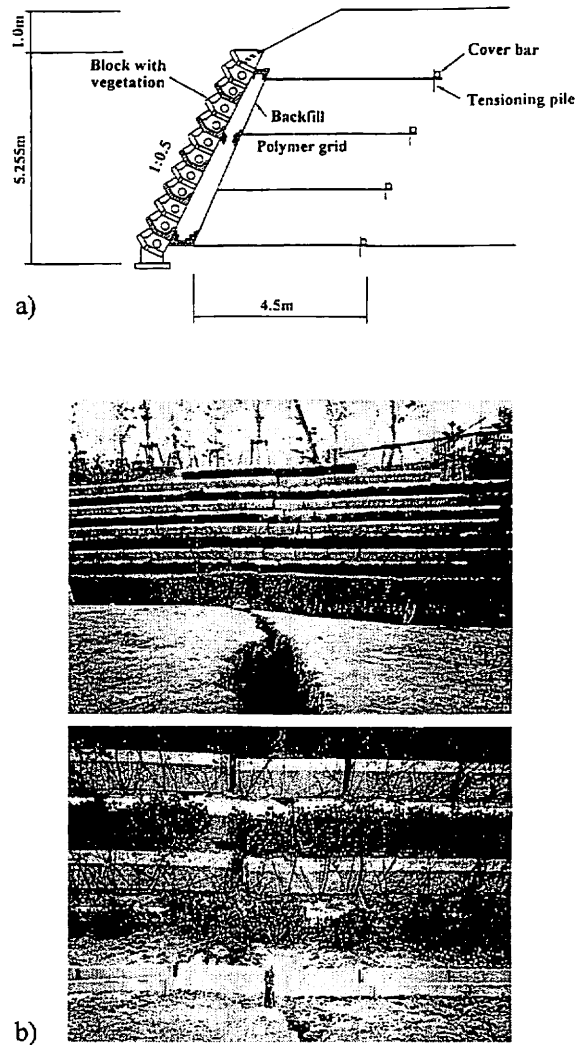 1.0m
5.255m
Block with
vegetation
1:0.5
Cover bar
Tensioning pile
Backfill
Polymer grid
4.5m
a)
b)